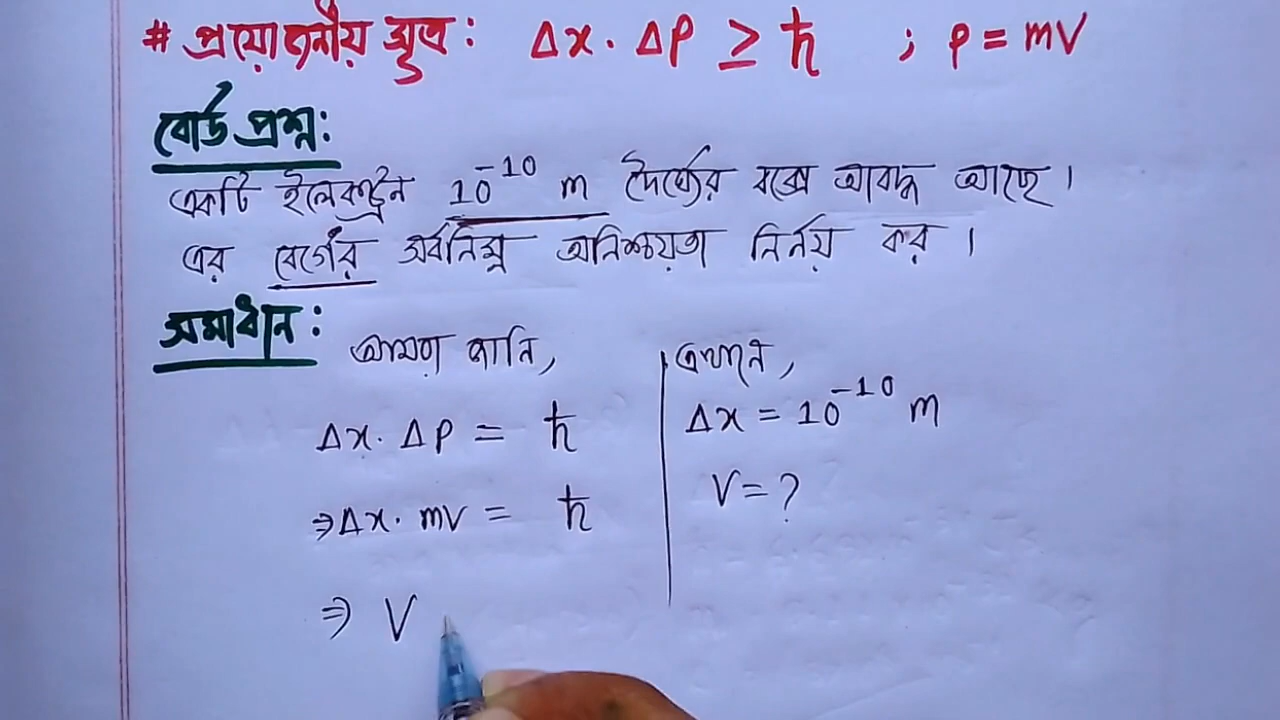 # প্রয়োজনীয় সূত্র: Δx. Δp ≥ ħ ; p = mv
বোর্ড প্রশ্ন:
একটি ইলেকট্রন 10⁻¹⁰ m দৈর্ঘ্যের বক্সে আবদ্ধ আছে।
এর বেগের সর্বনিম্ন অনিশ্চয়তা নির্নয় কর।
সমাধান:
আমরা জানি,
Δx. Δp = ħ
⇒ Δx. mv = ħ
⇒ V
এখানে,
Δx = 10⁻¹⁰ m
V = ?